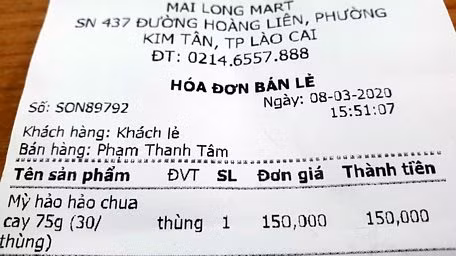 MAI LONG MART
SN 437 ĐƯỜNG HOÀNG LIÊN, PHƯỜNG
KIM TÂN, TP LÀO CAI
ĐT: 0214.6557.888
HÓA ĐƠN BÁN LẺ
Ngày: 08-03-2020
Số: SON89792 15:51:07
Khách hàng: Khách lẻ
Bán hàng: Phạm Thanh Tâm
Tên sản phẩm ĐVT SL Đơn giá Thành tiền
Mỳ hảo hảo chua
cay 75g (30/ thùng 1 150,000 150,000
thùng)